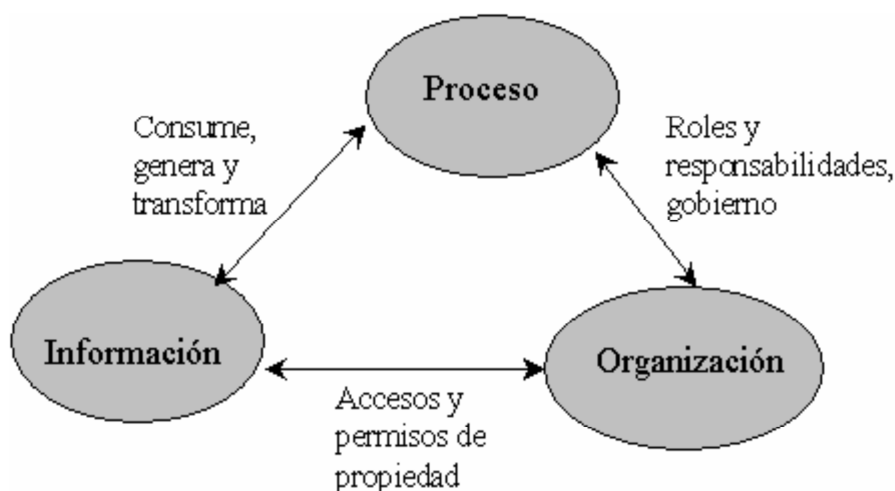 Proceso
Consume,
genera y
transforma
Roles y
responsabilidades,
gobierno
Información
Organización
Accesos y
permisos de
propiedad